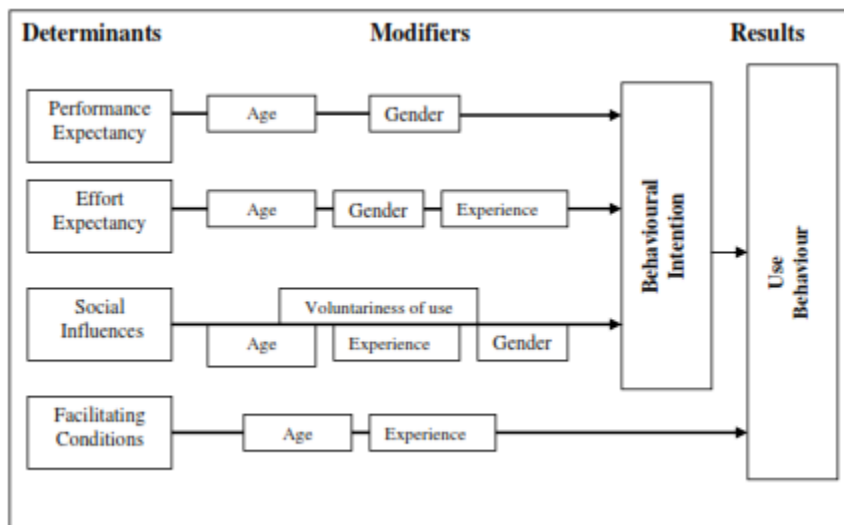 Determinants Modifiers Results
Performance
Expectancy
Age
Gender
Effort
Expectancy
Age
Gender
Experience
Social
Influences
Voluntariness of use
Age
Experience
Gender
Facilitating
Conditions
Age
Experience
Behavioural
Intention
Use
Behaviour